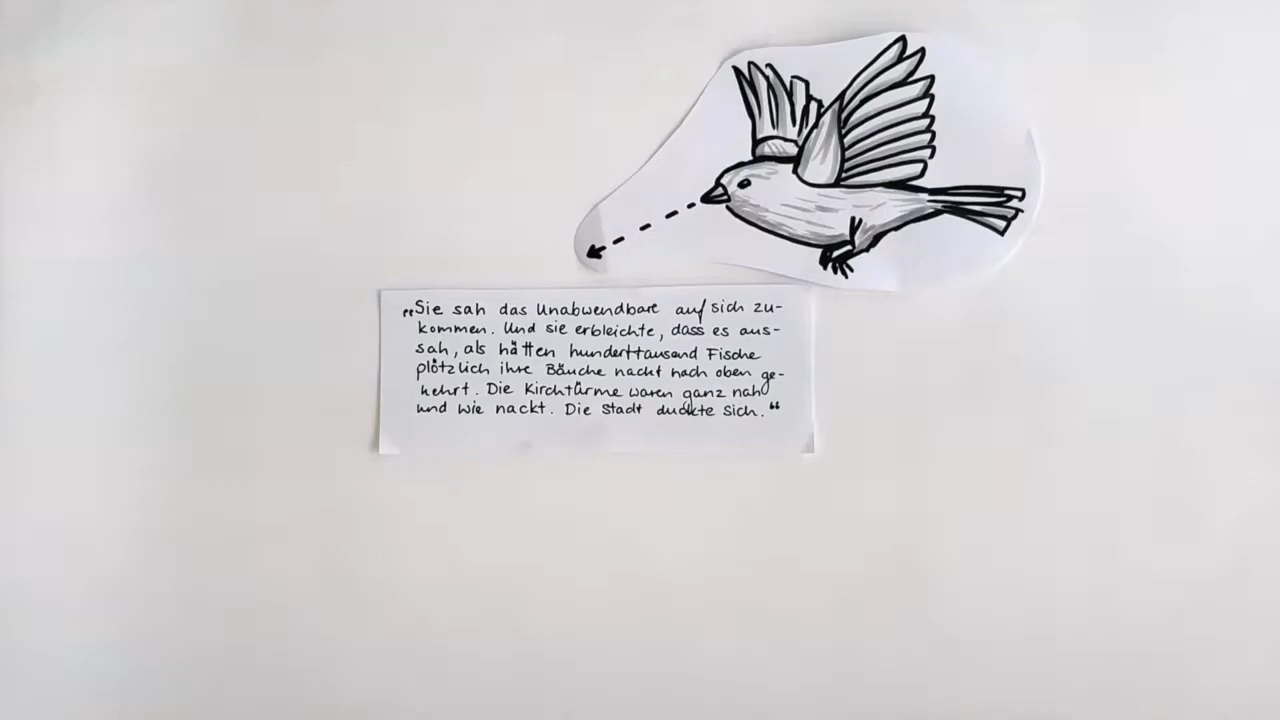 „Sie sah das Unabwendbare auf sich zu-
kommen. Und sie erbleichte, dass es aus-
sah, als hätten hunderttausend Fische
plötzlich ihre Bäuche nackt nach oben ge-
kehrt. Die Kirchtürme waren ganz nah
und wie nackt. Die Stadt duckte sich.“